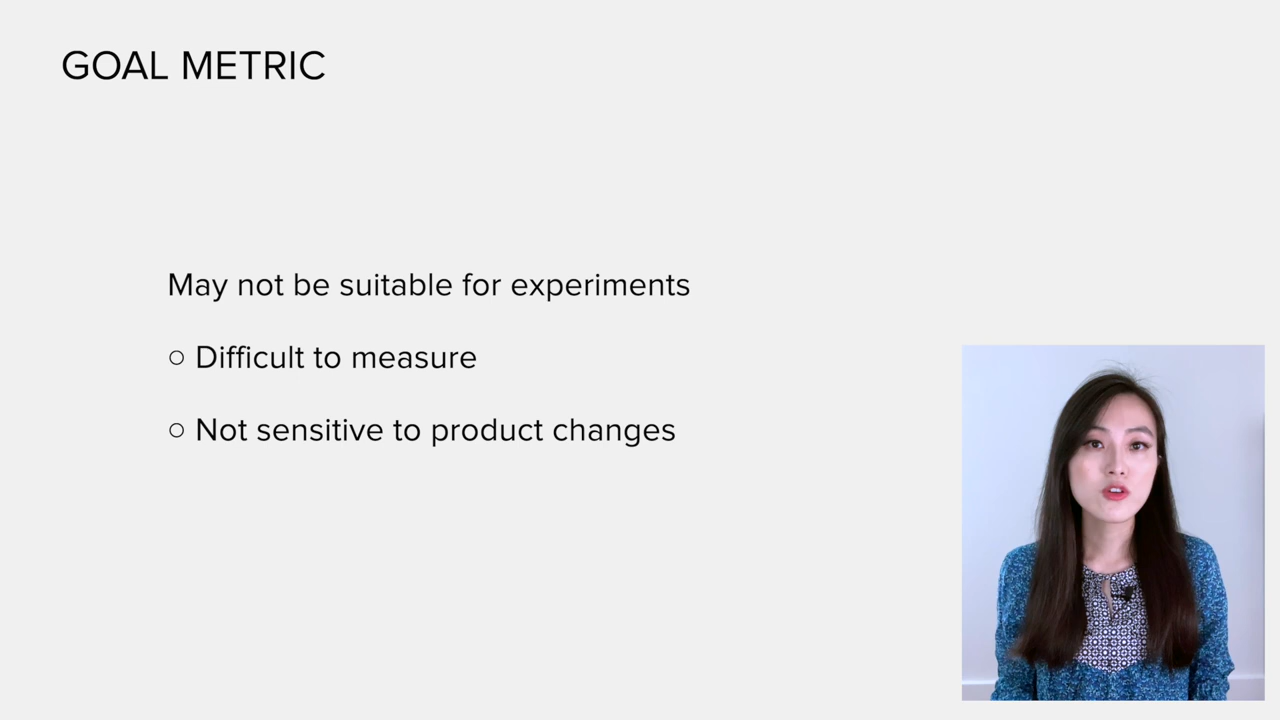 GOAL METRIC
May not be suitable for experiments
○ Difficult to measure
○ Not sensitive to product changes